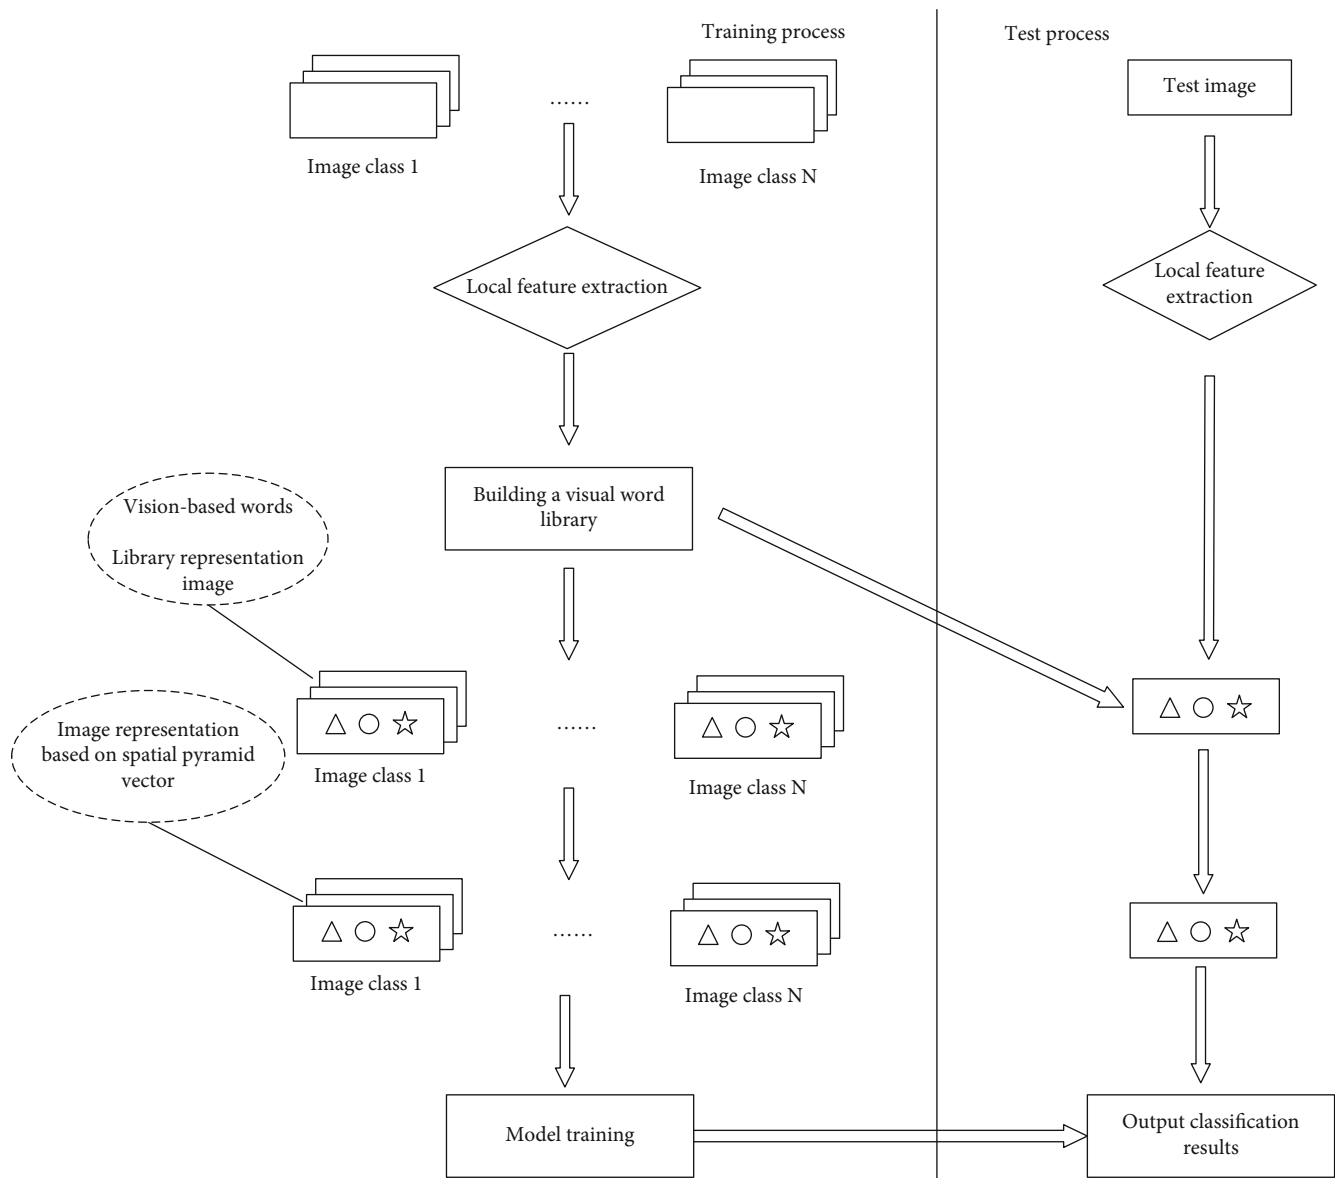 Training process
Test process
Test image
......
Image class 1
Image class N
Local feature extraction
Local feature
extraction
Building a visual word
library
Vision-based words
Library representation
image
......
Image class 1
Image class N
Image representation
based on spatial pyramid
vector
......
Image class 1
Image class N
Model training
Output classification
results